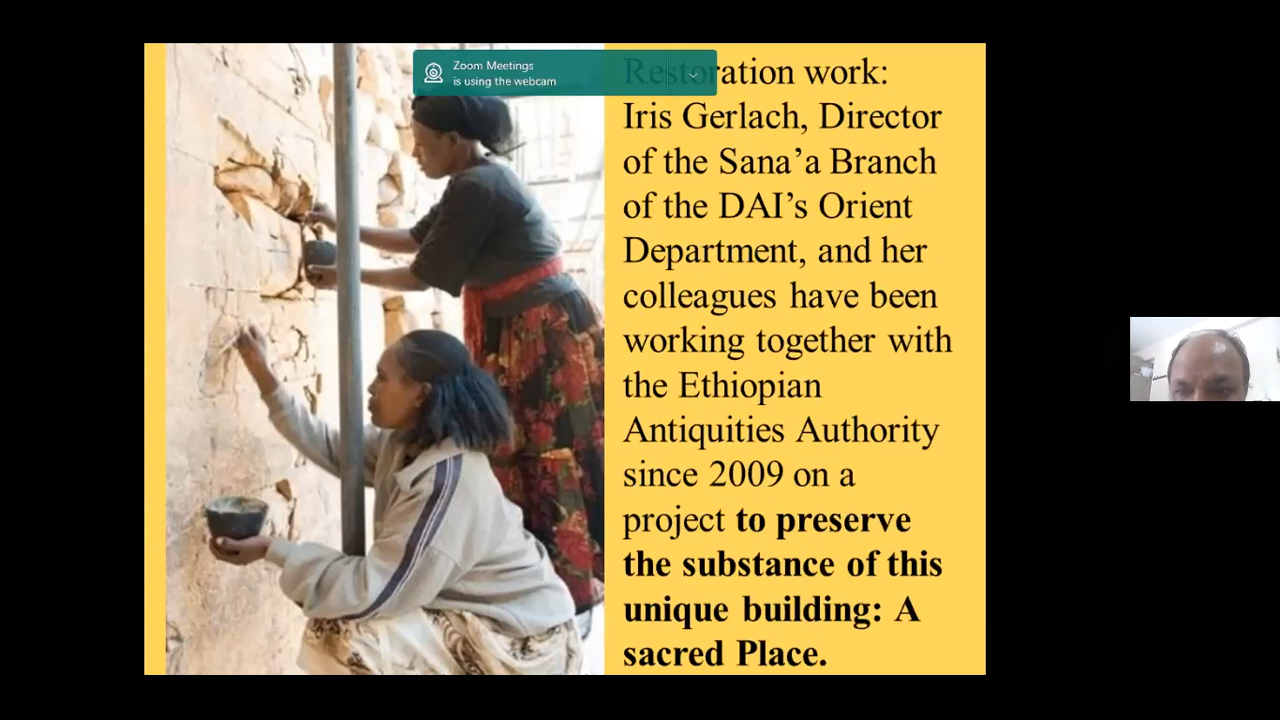 Zoom Meetings
is using the webcam
Restoration work:
Iris Gerlach, Director
of the Sana’a Branch
of the DAI’s Orient
Department, and her
colleagues have been
working together with
the Ethiopian
Antiquities Authority
since 2009 on a
project to preserve
the substance of this
unique building: A
sacred Place.